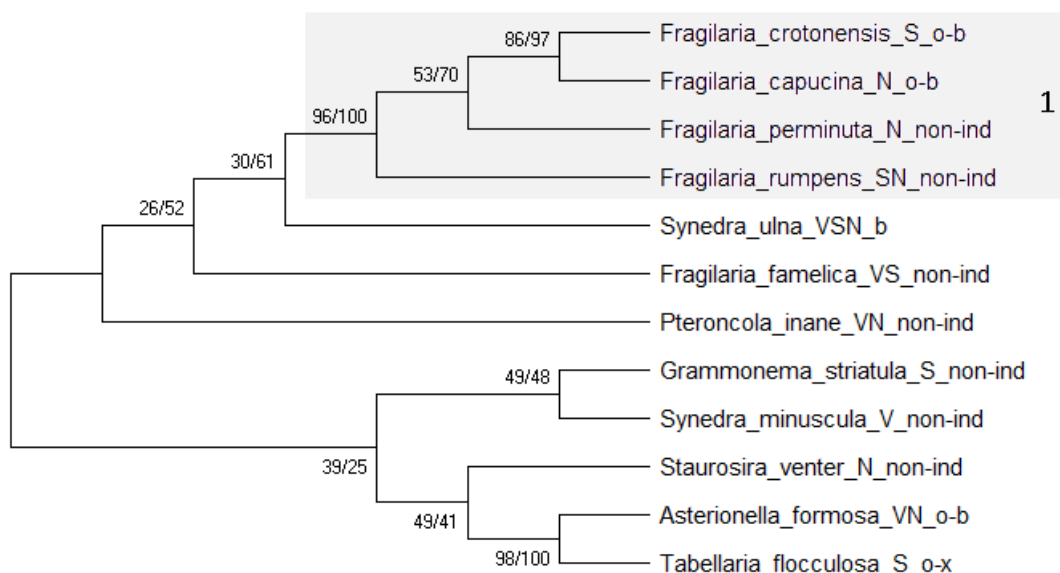 86/97
Fragilaria_crotonensis_S_o-b
53/70
Fragilaria_capucina_N_o-b
1
96/100
Fragilaria_perminuta_N_non-ind
30/61
Fragilaria_rumpens_SN_non-ind
26/52
Synedra_ulna_VSN_b
Fragilaria_famelica_VS_non-ind
Pteroncola_inane_VN_non-ind
49/48
Grammonema_striatula_S_non-ind
Synedra_minuscula_V_non-ind
39/25
Staurosira_venter_N_non-ind
49/41
Asterionella_formosa_VN_o-b
98/100
Tabellaria_flocculosa_S_o-x